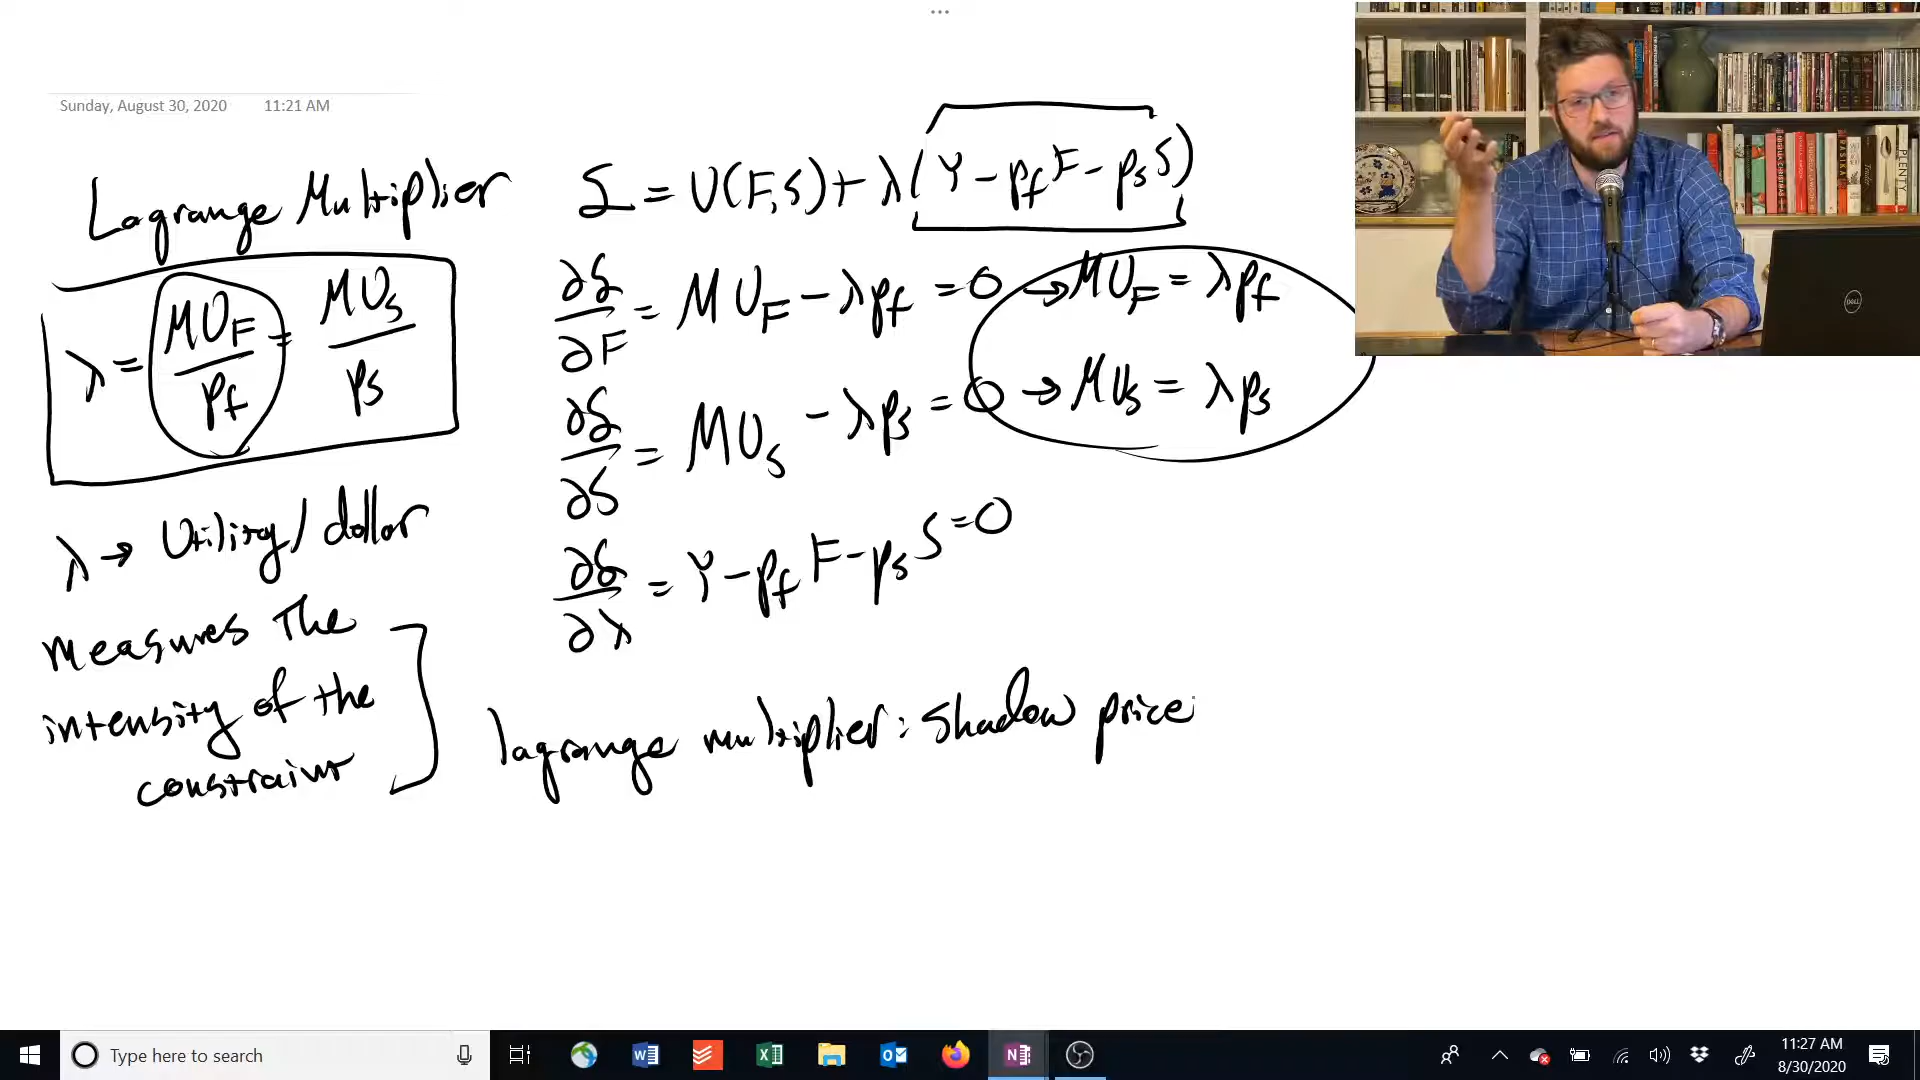 Sunday, August 30, 2020 11:21 AM
Lagrange Multiplier
λ = MU_F / p_f = MU_s / p_s
λ → Utility / dollar
Measures the
intensity of the
constraint
ℒ = U(F,S) + λ(Y - p_f F - p_s S)
∂ℒ/∂F = MU_F - λp_f = 0 → MU_F = λp_f
∂ℒ/∂S = MU_s - λp_s = 0 → MU_s = λp_s
∂ℒ/∂λ = Y - p_f F - p_s S = 0
lagrange multiplier: shadow price
PLENTY
DELL
Type here to search
11:27 AM
8/30/2020